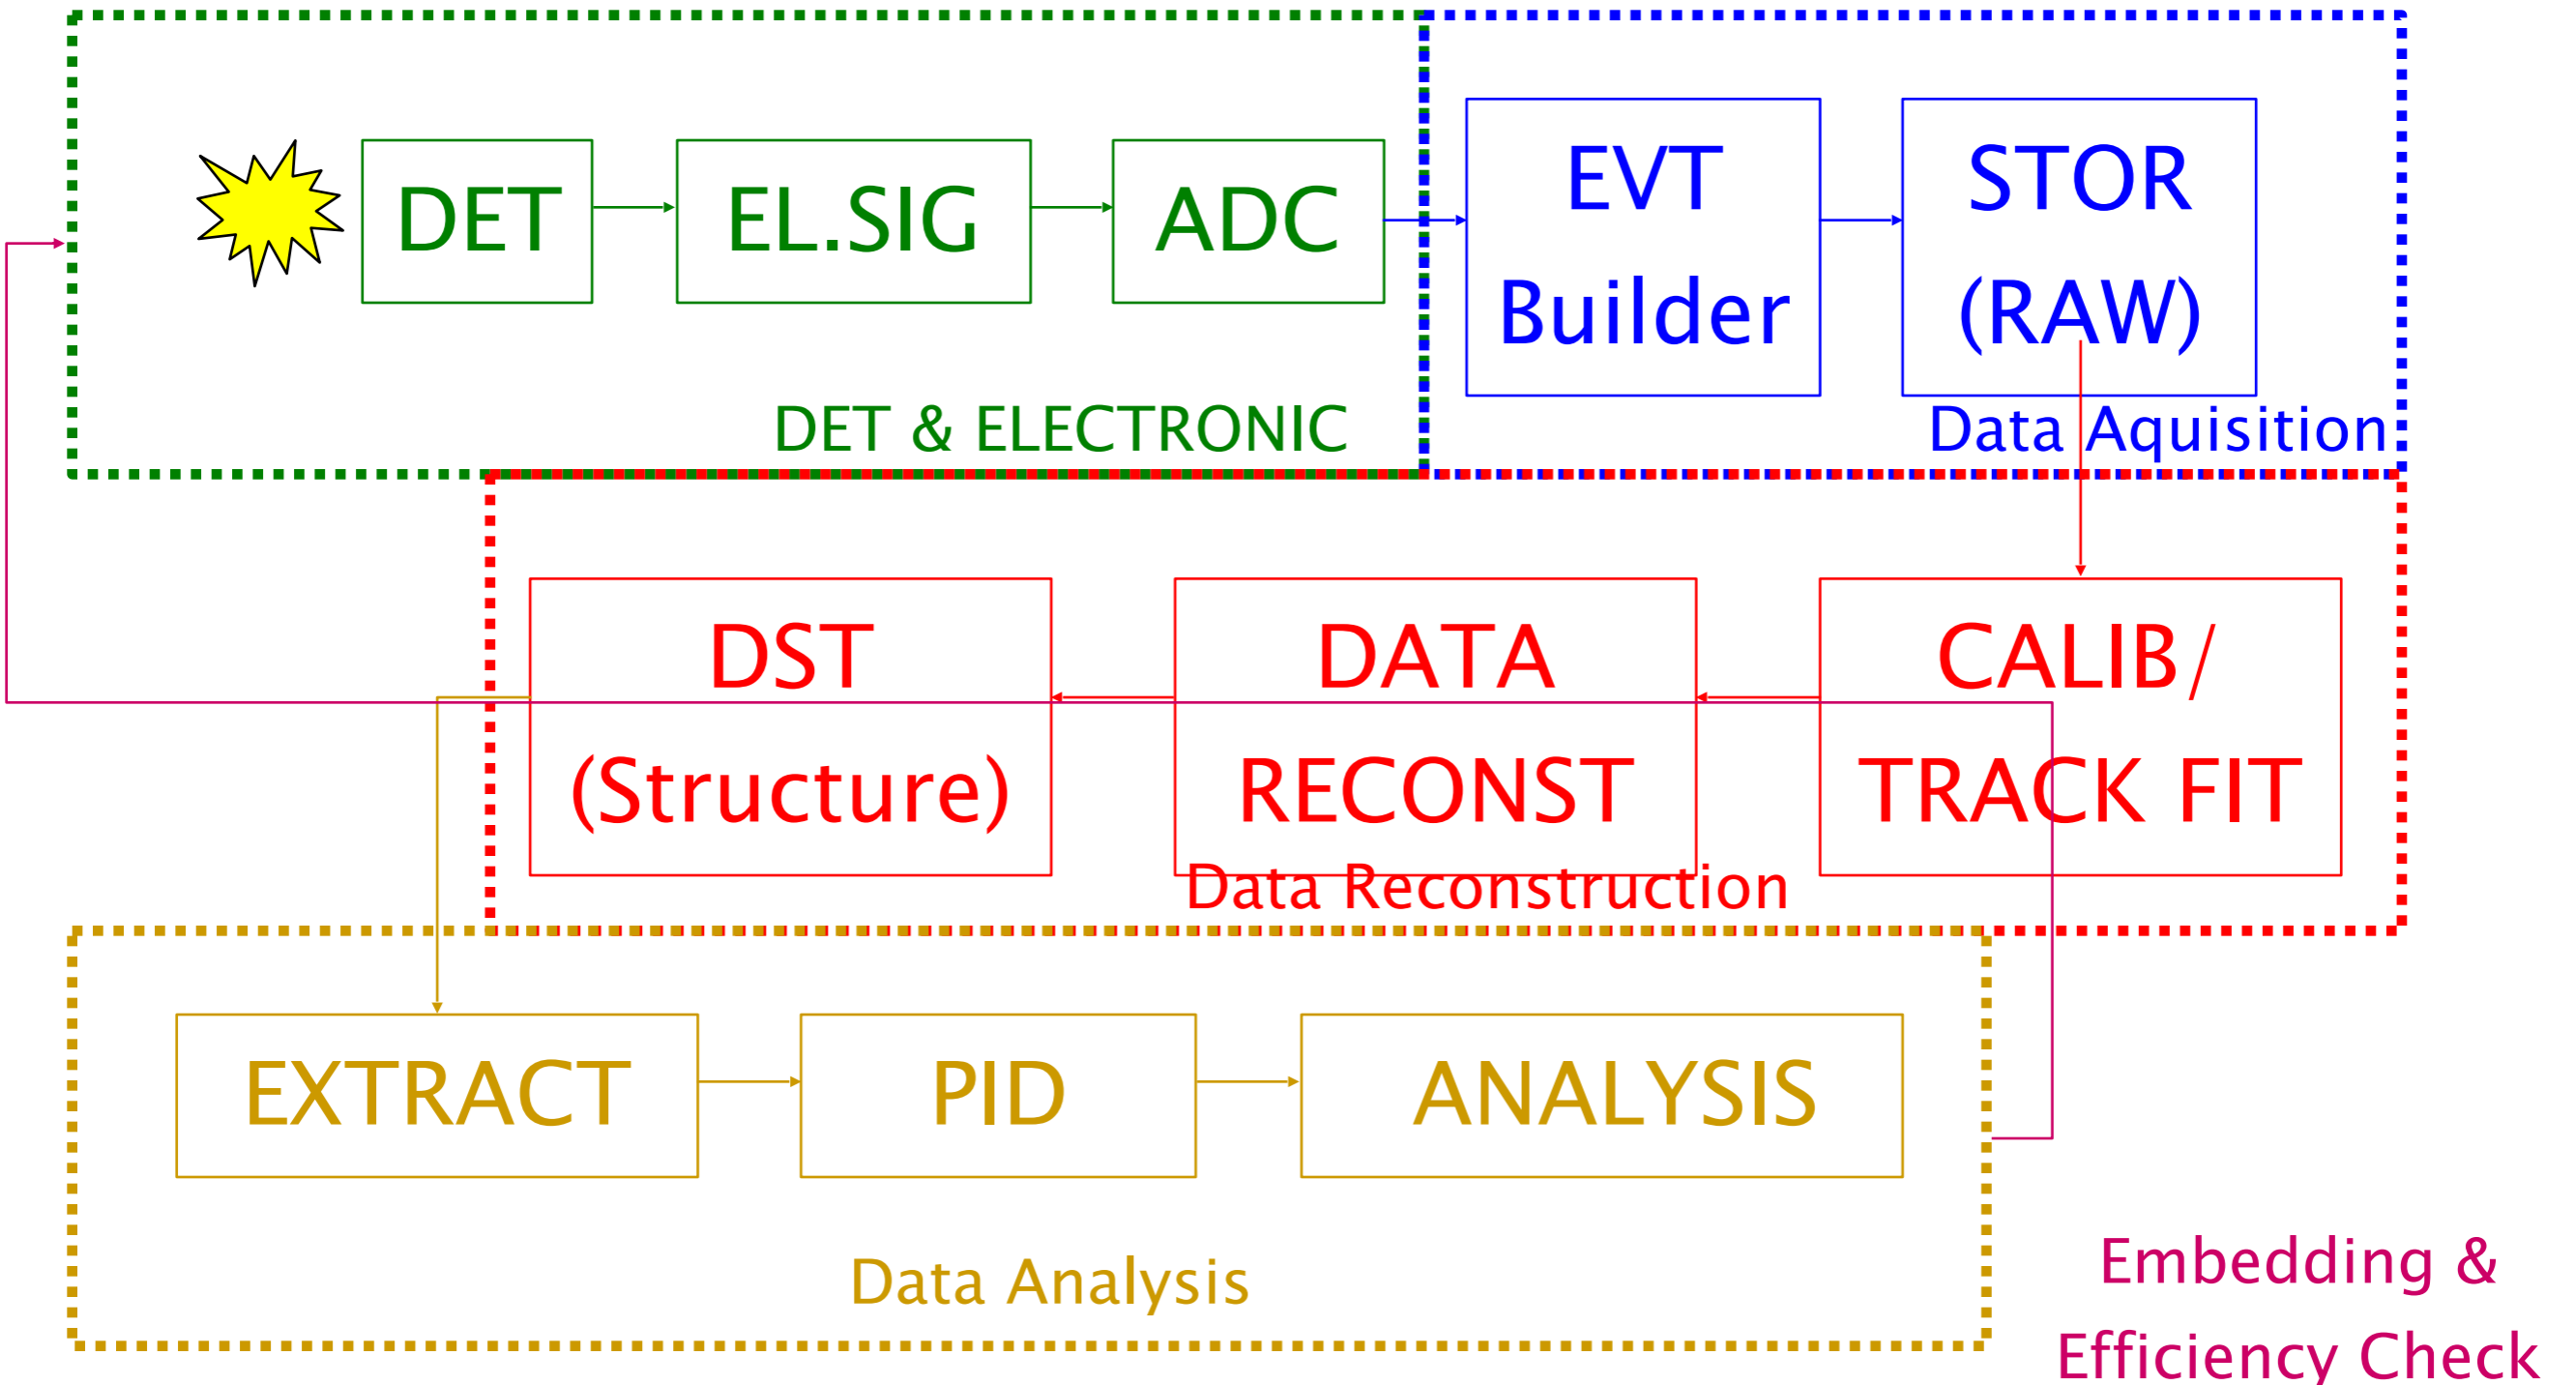 DET
EL.SIG
ADC
EVT
Builder
STOR
(RAW)
DET & ELECTRONIC
Data Aquisition
DST
(Structure)
DATA
RECONST
CALIB/
TRACK FIT
Data Reconstruction
EXTRACT
PID
ANALYSIS
Data Analysis
Embedding &
Efficiency Check